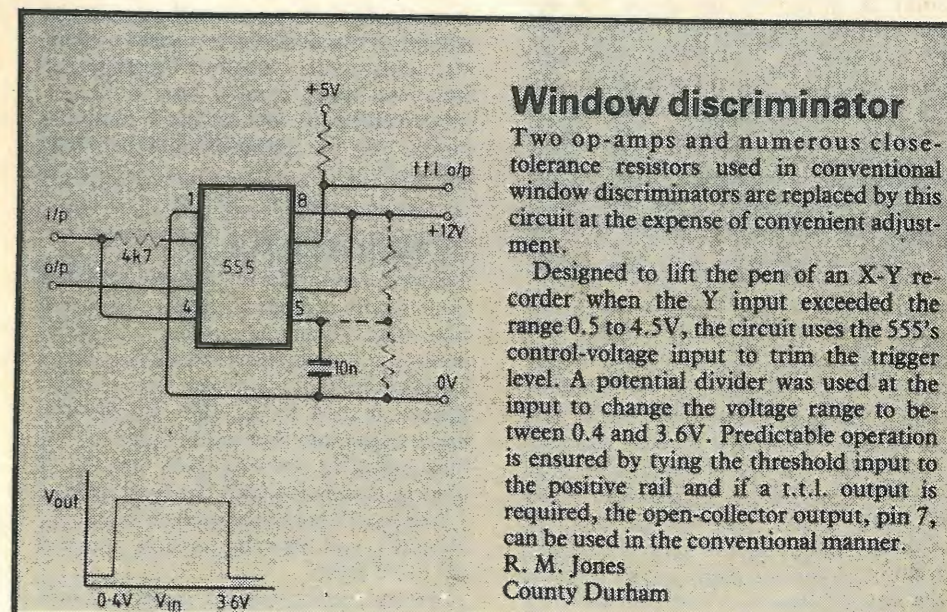 +5V
t.t.l. o/p
i/p
1
8
+12V
4k7
o/p
555
4
5
10n
0V
Vout
0·4V Vin 3·6V
Window discriminator
Two op-amps and numerous close-
tolerance resistors used in conventional
window discriminators are replaced by this
circuit at the expense of convenient adjust-
ment.
Designed to lift the pen of an X-Y re-
corder when the Y input exceeded the
range 0.5 to 4.5V, the circuit uses the 555's
control-voltage input to trim the trigger
level. A potential divider was used at the
input to change the voltage range to be-
tween 0.4 and 3.6V. Predictable operation
is ensured by tying the threshold input to
the positive rail and if a t.t.l. output is
required, the open-collector output, pin 7,
can be used in the conventional manner.
R. M. Jones
County Durham